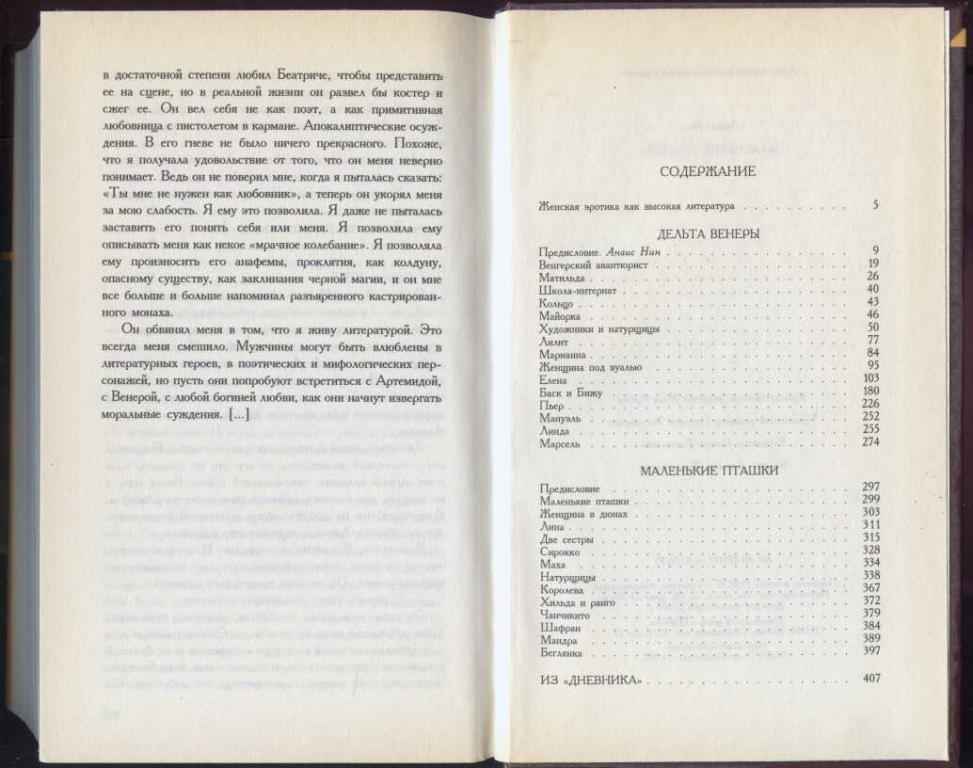 в достаточной степени любил Беатриче, чтобы представить
ее на сцене, но в реальной жизни он развел бы костер и
сжег ее. Он вел себя не как поэт, а как примитивная
любовница с пистолетом в кармане. Апокалиптические осуж-
дения. В его гневе не было ничего прекрасного. Похоже,
что я получала удовольствие от того, что он меня неверно
понимает. Ведь он не поверил мне, когда я пыталась сказать:
«Ты мне не нужен как любовник», а теперь он укорял меня
за мою слабость. Я ему это позволила. Я даже не пыталась
заставить его понять себя или меня. Я позволила ему
описывать меня как некое «мрачное колебание». Я позволяла
ему произносить его анафемы, проклятия, как колдуну,
опасному существу, как заклинания черной магии, и он мне
все больше и больше напоминал разъяренного кастрирован-
ного монаха.
Он обвинял меня в том, что я живу литературой. Это
всегда меня смешило. Мужчины могут быть влюблены в
литературных героев, в поэтических и мифологических пер-
сонажей, но пусть они попробуют встретиться с Артемидой,
с Венерой, с любой богиней любви, как они начнут извергать
моральные суждения. [...]
СОДЕРЖАНИЕ
Женская эротика как высокая литература . . . . . . . . . . 5
ДЕЛЬТА ВЕНЕРЫ
Предисловие. Анаис Нин . . . . . . . . . . 9
Венгерский авантюрист . . . . . . . . . . 19
Матильда . . . . . . . . . . 26
Школа-интернат . . . . . . . . . . 40
Кольцо . . . . . . . . . . 43
Майорка . . . . . . . . . . 46
Художники и натурщицы . . . . . . . . . . 50
Лилит . . . . . . . . . . 77
Марианна . . . . . . . . . . 84
Женщина под вуалью . . . . . . . . . . 95
Елена . . . . . . . . . . 103
Баск и Бижу . . . . . . . . . . 180
Пьер . . . . . . . . . . 226
Мануэль . . . . . . . . . . 252
Линда . . . . . . . . . . 255
Марсель . . . . . . . . . . 274
МАЛЕНЬКИЕ ПТАШКИ
Предисловие . . . . . . . . . . 297
Маленькие пташки . . . . . . . . . . 299
Женщина в дюнах . . . . . . . . . . 303
Лина . . . . . . . . . . 311
Две сестры . . . . . . . . . . 315
Сирокко . . . . . . . . . . 328
Маха . . . . . . . . . . 334
Натурщицы . . . . . . . . . . 338
Королева . . . . . . . . . . 367
Хильда и ранго . . . . . . . . . . 372
Чанчикито . . . . . . . . . . 379
Шафран . . . . . . . . . . 384
Мандра . . . . . . . . . . 389
Беглянка . . . . . . . . . . 397
ИЗ «ДНЕВНИКА» . . . . . . . . . . 407